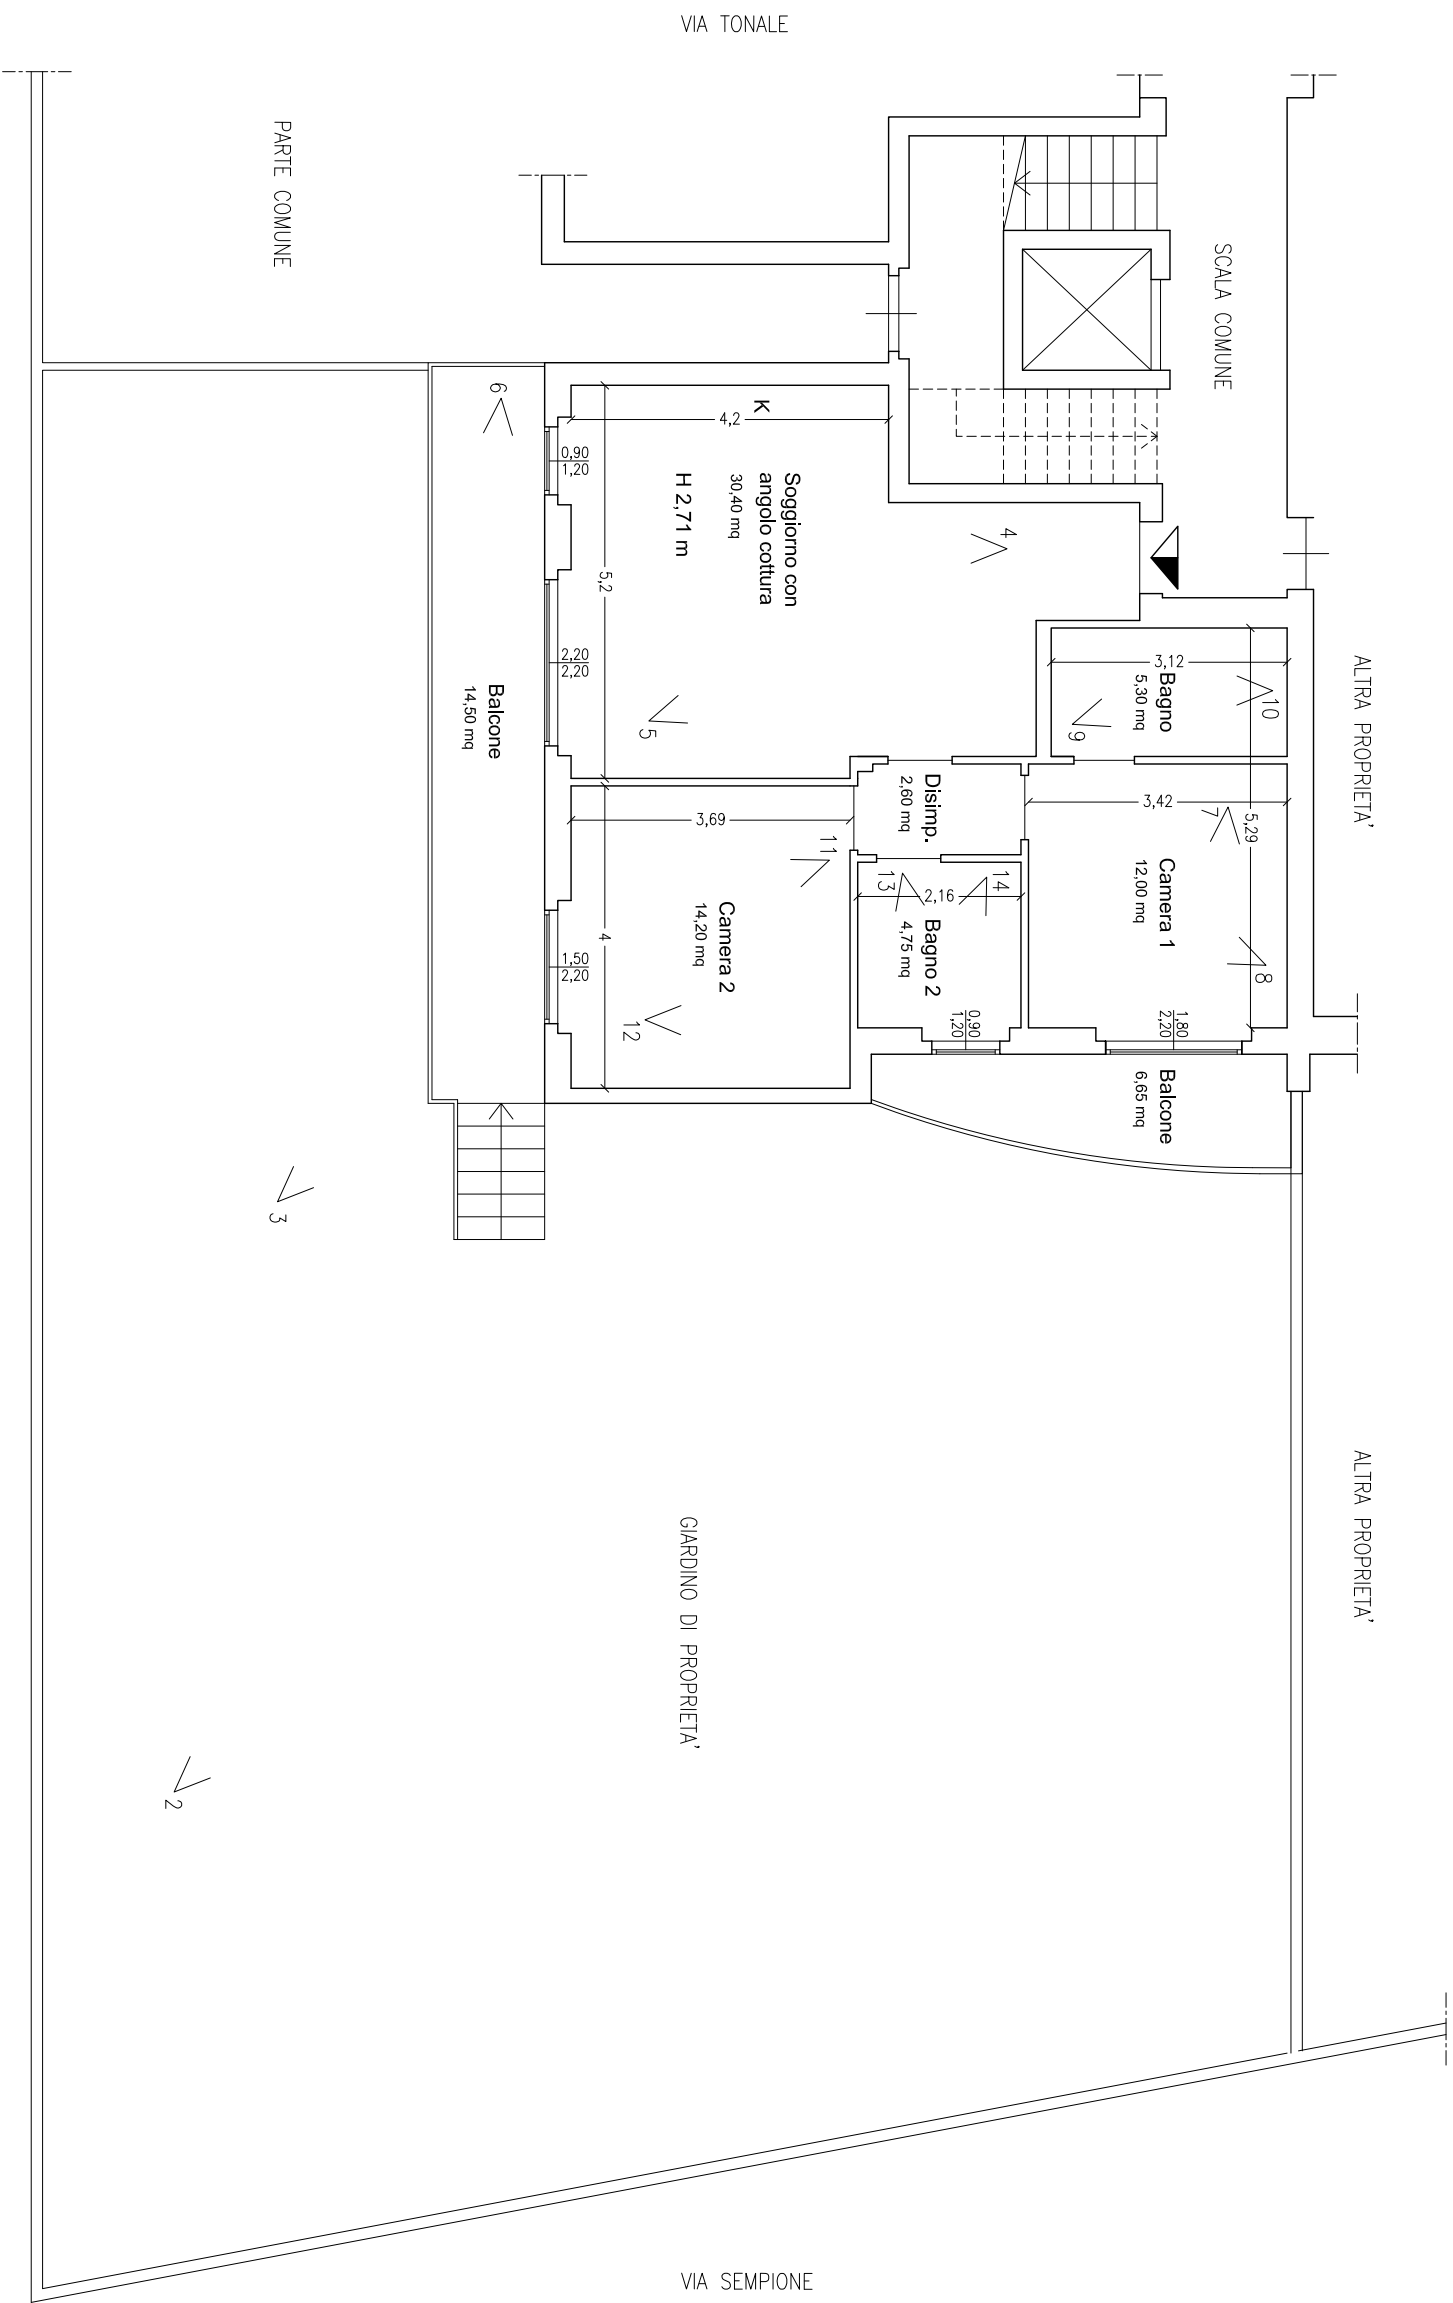 VIA TONALE
PARTE COMUNE
SCALA COMUNE
ALTRA PROPRIETA'
ALTRA PROPRIETA'
K
4,2
Soggiorno con
angolo cottura
30,40 mq
H 2,71 m
5,2
0,90
1,20
2,20
2,20
Balcone
14,50 mq
6
4
5
3,12
Bagno
5,30 mq
10
9
Disimp.
2,60 mq
3,42
5,29
7
Camera 1
12,00 mq
8
1,80
2,20
Balcone
6,65 mq
3,69
11
Camera 2
14,20 mq
4
12
1,50
2,20
13
14
2,16
Bagno 2
4,75 mq
0,90
1,20
3
GIARDINO DI PROPRIETA'
2
VIA SEMPIONE